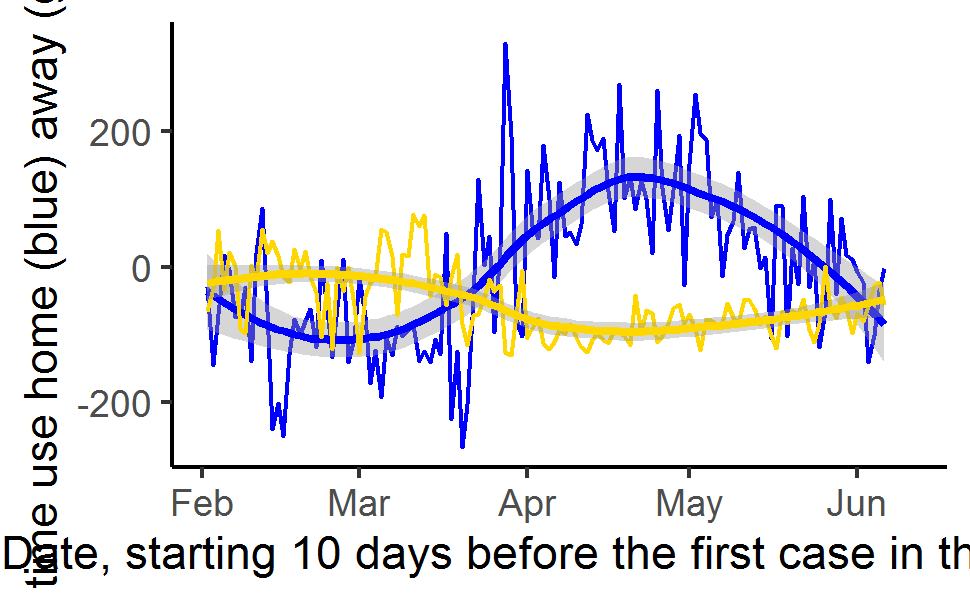 time use home (blue) away (g
200
0
-200
Feb Mar Apr May Jun
Date, starting 10 days before the first case in th